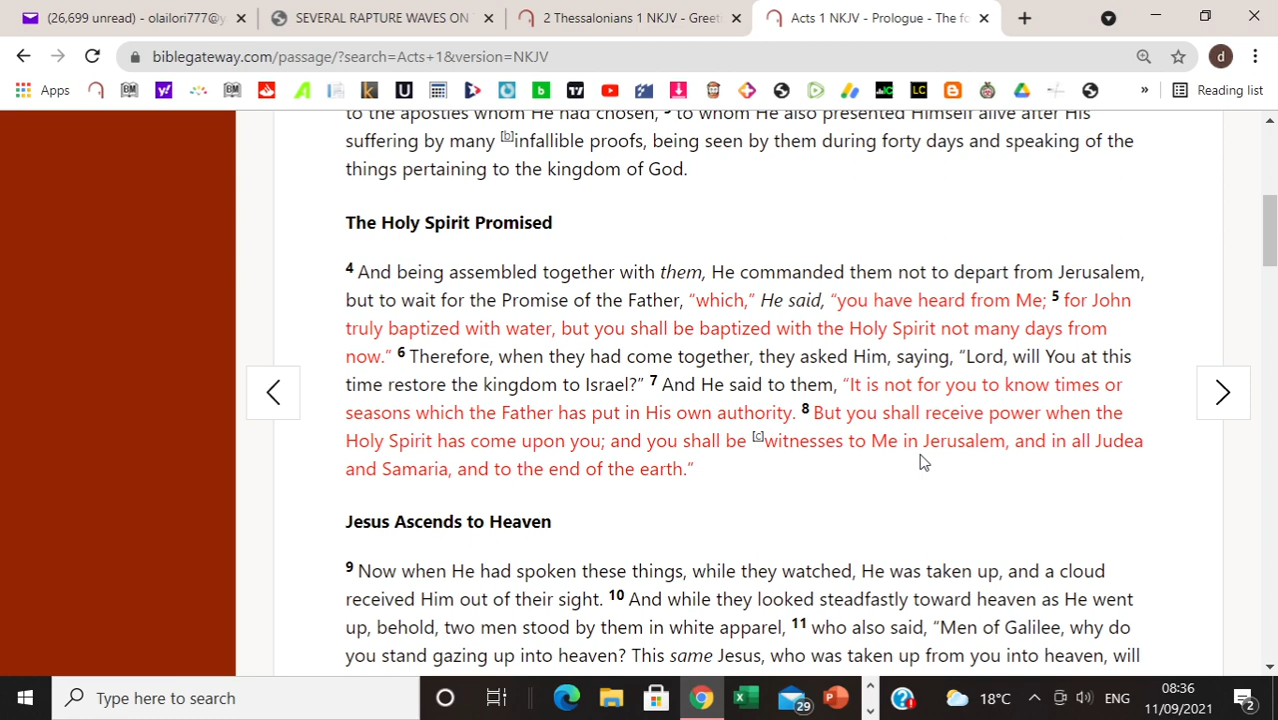 (26,699 unread) - olailori777@y
SEVERAL RAPTURE WAVES ON
2 Thessalonians 1 NKJV - Greeti
Acts 1 NKJV - Prologue - The fo
biblegateway.com/passage/?search=Acts+1&version=NKJV
d
Apps
Reading list
to the apostles whom He had chosen, 3 to whom He also presented Himself alive after His
suffering by many [b]infallible proofs, being seen by them during forty days and speaking of the
things pertaining to the kingdom of God.
The Holy Spirit Promised
4 And being assembled together with them, He commanded them not to depart from Jerusalem,
but to wait for the Promise of the Father, “which,” He said, “you have heard from Me; 5 for John
truly baptized with water, but you shall be baptized with the Holy Spirit not many days from
now.” 6 Therefore, when they had come together, they asked Him, saying, “Lord, will You at this
time restore the kingdom to Israel?” 7 And He said to them, “It is not for you to know times or
seasons which the Father has put in His own authority. 8 But you shall receive power when the
Holy Spirit has come upon you; and you shall be [c]witnesses to Me in Jerusalem, and in all Judea
and Samaria, and to the end of the earth.”
Jesus Ascends to Heaven
9 Now when He had spoken these things, while they watched, He was taken up, and a cloud
received Him out of their sight. 10 And while they looked steadfastly toward heaven as He went
up, behold, two men stood by them in white apparel, 11 who also said, “Men of Galilee, why do
you stand gazing up into heaven? This same Jesus, who was taken up from you into heaven, will
Type here to search
29
18°C
ENG
08:36
11/09/2021
2